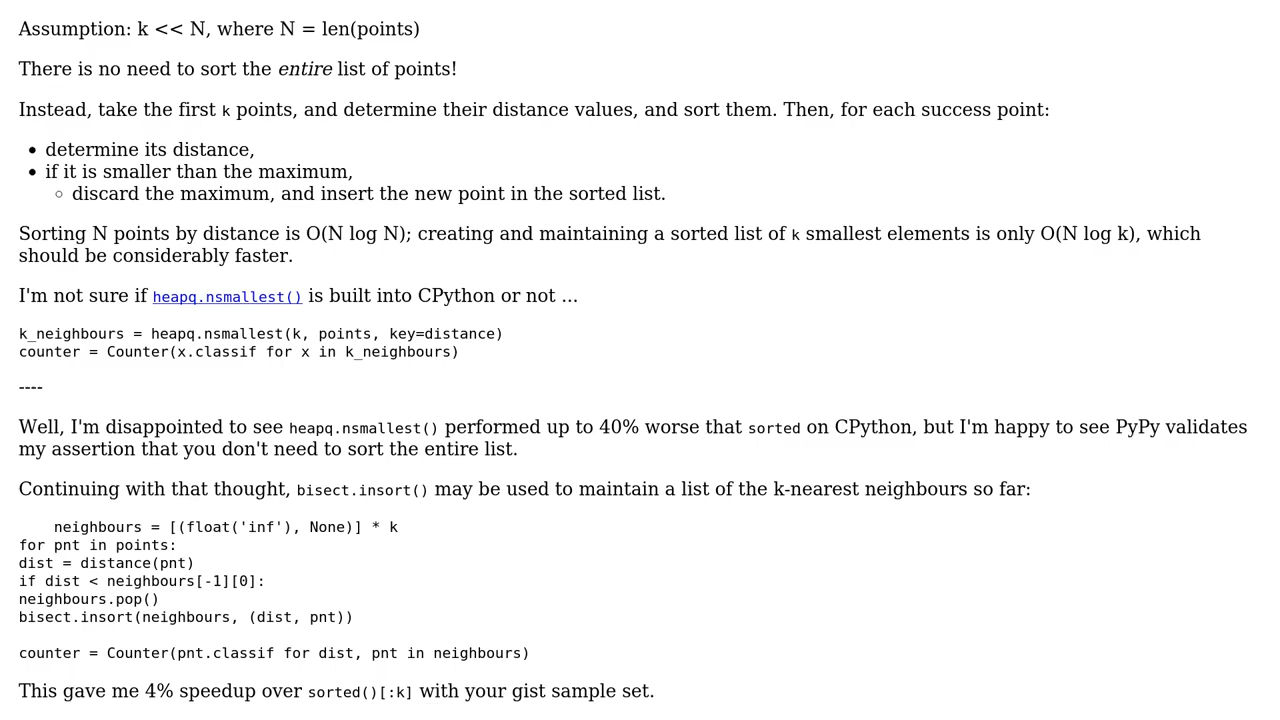 Assumption: k << N, where N = len(points)
There is no need to sort the entire list of points!
Instead, take the first k points, and determine their distance values, and sort them. Then, for each success point:
• determine its distance,
• if it is smaller than the maximum,
◦ discard the maximum, and insert the new point in the sorted list.
Sorting N points by distance is O(N log N); creating and maintaining a sorted list of k smallest elements is only O(N log k), which
should be considerably faster.
I'm not sure if heapq.nsmallest() is built into CPython or not ...
k_neighbours = heapq.nsmallest(k, points, key=distance)
counter = Counter(x.classif for x in k_neighbours)
----
Well, I'm disappointed to see heapq.nsmallest() performed up to 40% worse that sorted on CPython, but I'm happy to see PyPy validates
my assertion that you don't need to sort the entire list.
Continuing with that thought, bisect.insort() may be used to maintain a list of the k-nearest neighbours so far:
    neighbours = [(float('inf'), None)] * k
for pnt in points:
dist = distance(pnt)
if dist < neighbours[-1][0]:
neighbours.pop()
bisect.insort(neighbours, (dist, pnt))
counter = Counter(pnt.classif for dist, pnt in neighbours)
This gave me 4% speedup over sorted()[:k] with your gist sample set.